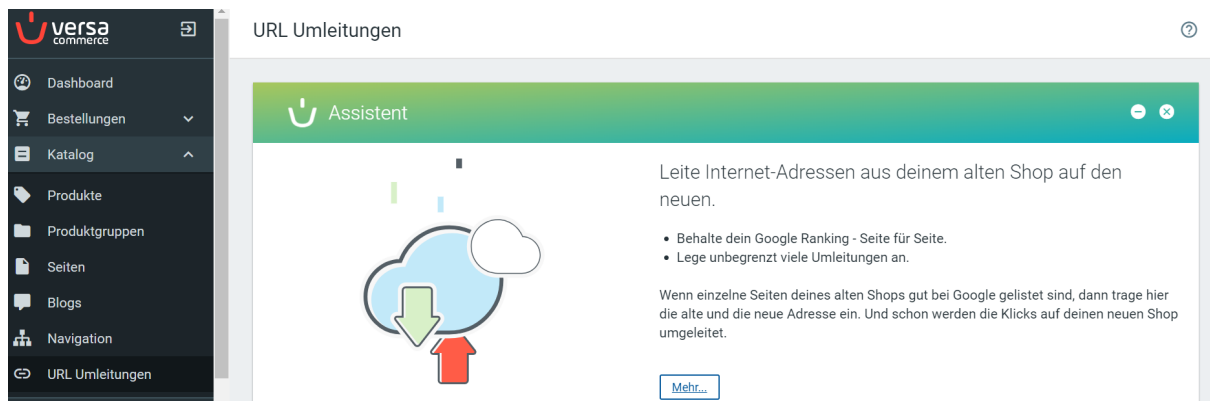 versa
commerce
URL Umleitungen
Dashboard
Bestellungen
Katalog
Produkte
Produktgruppen
Seiten
Blogs
Navigation
URL Umleitungen
Assistent
Leite Internet-Adressen aus deinem alten Shop auf den
neuen.
• Behalte dein Google Ranking - Seite für Seite.
• Lege unbegrenzt viele Umleitungen an.
Wenn einzelne Seiten deines alten Shops gut bei Google gelistet sind, dann trage hier
die alte und die neue Adresse ein. Und schon werden die Klicks auf deinen neuen Shop
umgeleitet.
Mehr...